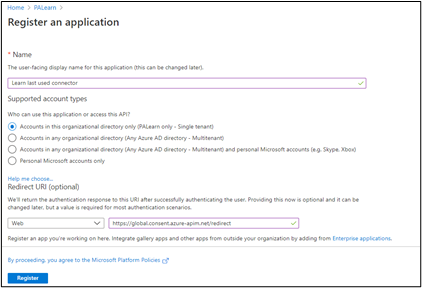 Home > PALearn >
Register an application
* Name
The user-facing display name for this application (this can be changed later).
Learn last used connector
Supported account types
Who can use this application or access this API?
Accounts in this organizational directory only (PALearn only - Single tenant)
Accounts in any organizational directory (Any Azure AD directory - Multitenant)
Accounts in any organizational directory (Any Azure AD directory - Multitenant) and personal Microsoft accounts (e.g. Skype, Xbox)
Personal Microsoft accounts only
Help me choose...
Redirect URI (optional)
We'll return the authentication response to this URI after successfully authenticating the user. Providing this now is optional and it can be
changed later, but a value is required for most authentication scenarios.
Web
https://global.consent.azure-apim.net/redirect
Register an app you're working on here. Integrate gallery apps and other apps from outside your organization by adding from Enterprise applications.
By proceeding, you agree to the Microsoft Platform Policies
Register